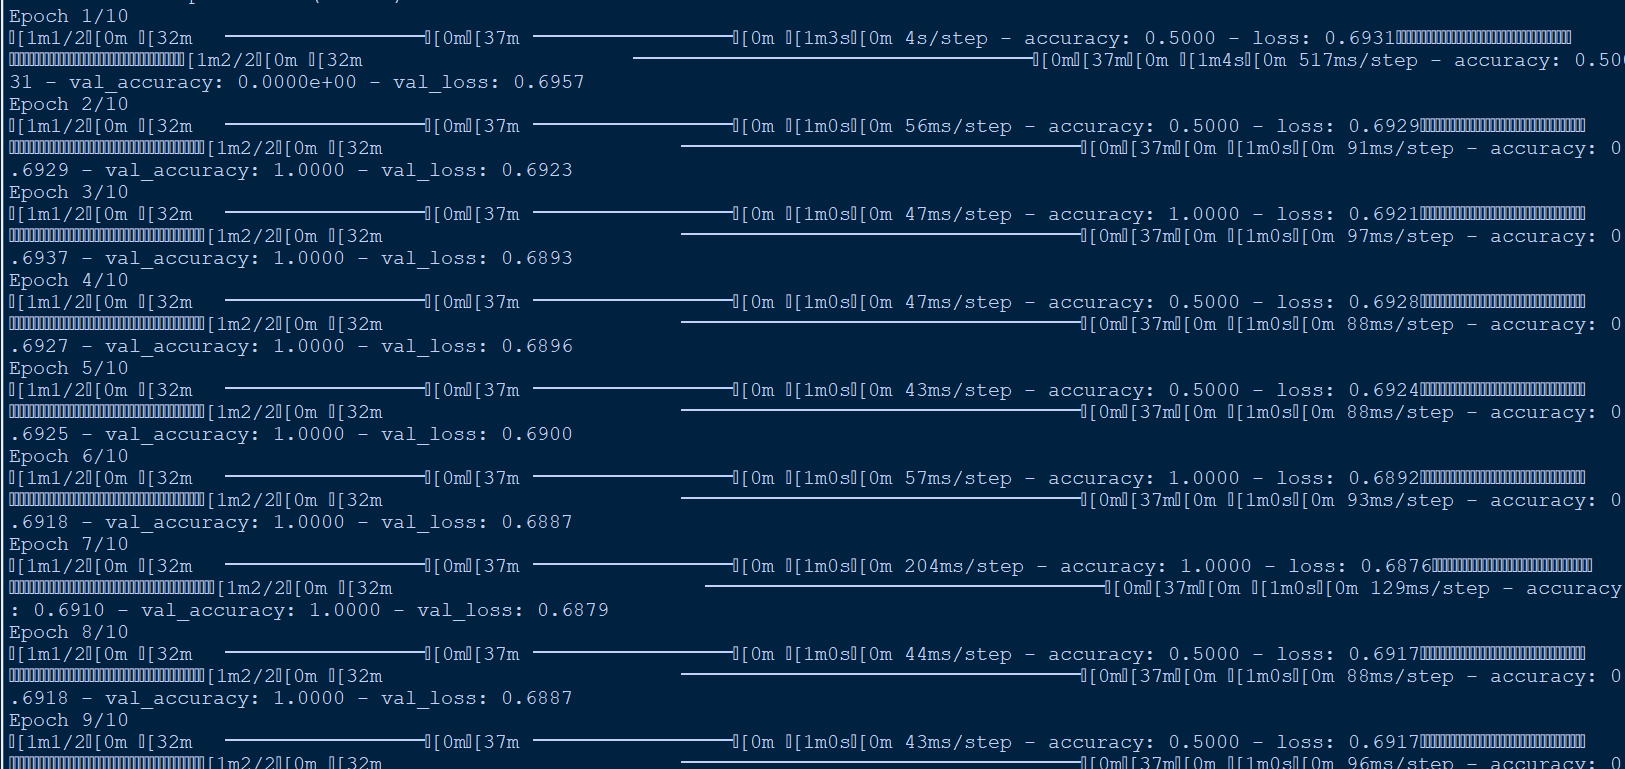 Epoch 1/10
[1m1/2[0m [32m ━━━━━━━━━━[0m[37m ━━━━━━━━━━[0m [1m3s[0m 4s/step - accuracy: 0.5000 - loss: 0.6931
[1m2/2[0m [32m ━━━━━━━━━━━━━━━━━━━━[0m[37m[0m [1m4s[0m 517ms/step - accuracy: 0.50
31 - val_accuracy: 0.0000e+00 - val_loss: 0.6957
Epoch 2/10
[1m1/2[0m [32m ━━━━━━━━━━[0m[37m ━━━━━━━━━━[0m [1m0s[0m 56ms/step - accuracy: 0.5000 - loss: 0.6929
[1m2/2[0m [32m ━━━━━━━━━━━━━━━━━━━━[0m[37m[0m [1m0s[0m 91ms/step - accuracy: 0
.6929 - val_accuracy: 1.0000 - val_loss: 0.6923
Epoch 3/10
[1m1/2[0m [32m ━━━━━━━━━━[0m[37m ━━━━━━━━━━[0m [1m0s[0m 47ms/step - accuracy: 1.0000 - loss: 0.6921
[1m2/2[0m [32m ━━━━━━━━━━━━━━━━━━━━[0m[37m[0m [1m0s[0m 97ms/step - accuracy: 0
.6937 - val_accuracy: 1.0000 - val_loss: 0.6893
Epoch 4/10
[1m1/2[0m [32m ━━━━━━━━━━[0m[37m ━━━━━━━━━━[0m [1m0s[0m 47ms/step - accuracy: 0.5000 - loss: 0.6928
[1m2/2[0m [32m ━━━━━━━━━━━━━━━━━━━━[0m[37m[0m [1m0s[0m 88ms/step - accuracy: 0
.6927 - val_accuracy: 1.0000 - val_loss: 0.6896
Epoch 5/10
[1m1/2[0m [32m ━━━━━━━━━━[0m[37m ━━━━━━━━━━[0m [1m0s[0m 43ms/step - accuracy: 0.5000 - loss: 0.6924
[1m2/2[0m [32m ━━━━━━━━━━━━━━━━━━━━[0m[37m[0m [1m0s[0m 88ms/step - accuracy: 0
.6925 - val_accuracy: 1.0000 - val_loss: 0.6900
Epoch 6/10
[1m1/2[0m [32m ━━━━━━━━━━[0m[37m ━━━━━━━━━━[0m [1m0s[0m 57ms/step - accuracy: 1.0000 - loss: 0.6892
[1m2/2[0m [32m ━━━━━━━━━━━━━━━━━━━━[0m[37m[0m [1m0s[0m 93ms/step - accuracy: 0
.6918 - val_accuracy: 1.0000 - val_loss: 0.6887
Epoch 7/10
[1m1/2[0m [32m ━━━━━━━━━━[0m[37m ━━━━━━━━━━[0m [1m0s[0m 204ms/step - accuracy: 1.0000 - loss: 0.6876
[1m2/2[0m [32m ━━━━━━━━━━━━━━━━━━━━[0m[37m[0m [1m0s[0m 129ms/step - accuracy
: 0.6910 - val_accuracy: 1.0000 - val_loss: 0.6879
Epoch 8/10
[1m1/2[0m [32m ━━━━━━━━━━[0m[37m ━━━━━━━━━━[0m [1m0s[0m 44ms/step - accuracy: 0.5000 - loss: 0.6917
[1m2/2[0m [32m ━━━━━━━━━━━━━━━━━━━━[0m[37m[0m [1m0s[0m 88ms/step - accuracy: 0
.6918 - val_accuracy: 1.0000 - val_loss: 0.6887
Epoch 9/10
[1m1/2[0m [32m ━━━━━━━━━━[0m[37m ━━━━━━━━━━[0m [1m0s[0m 43ms/step - accuracy: 0.5000 - loss: 0.6917
[1m2/2[0m [32m ━━━━━━━━━━━━━━━━━━━━[0m[37m[0m [1m0s[0m 96ms/step - accuracy: 0